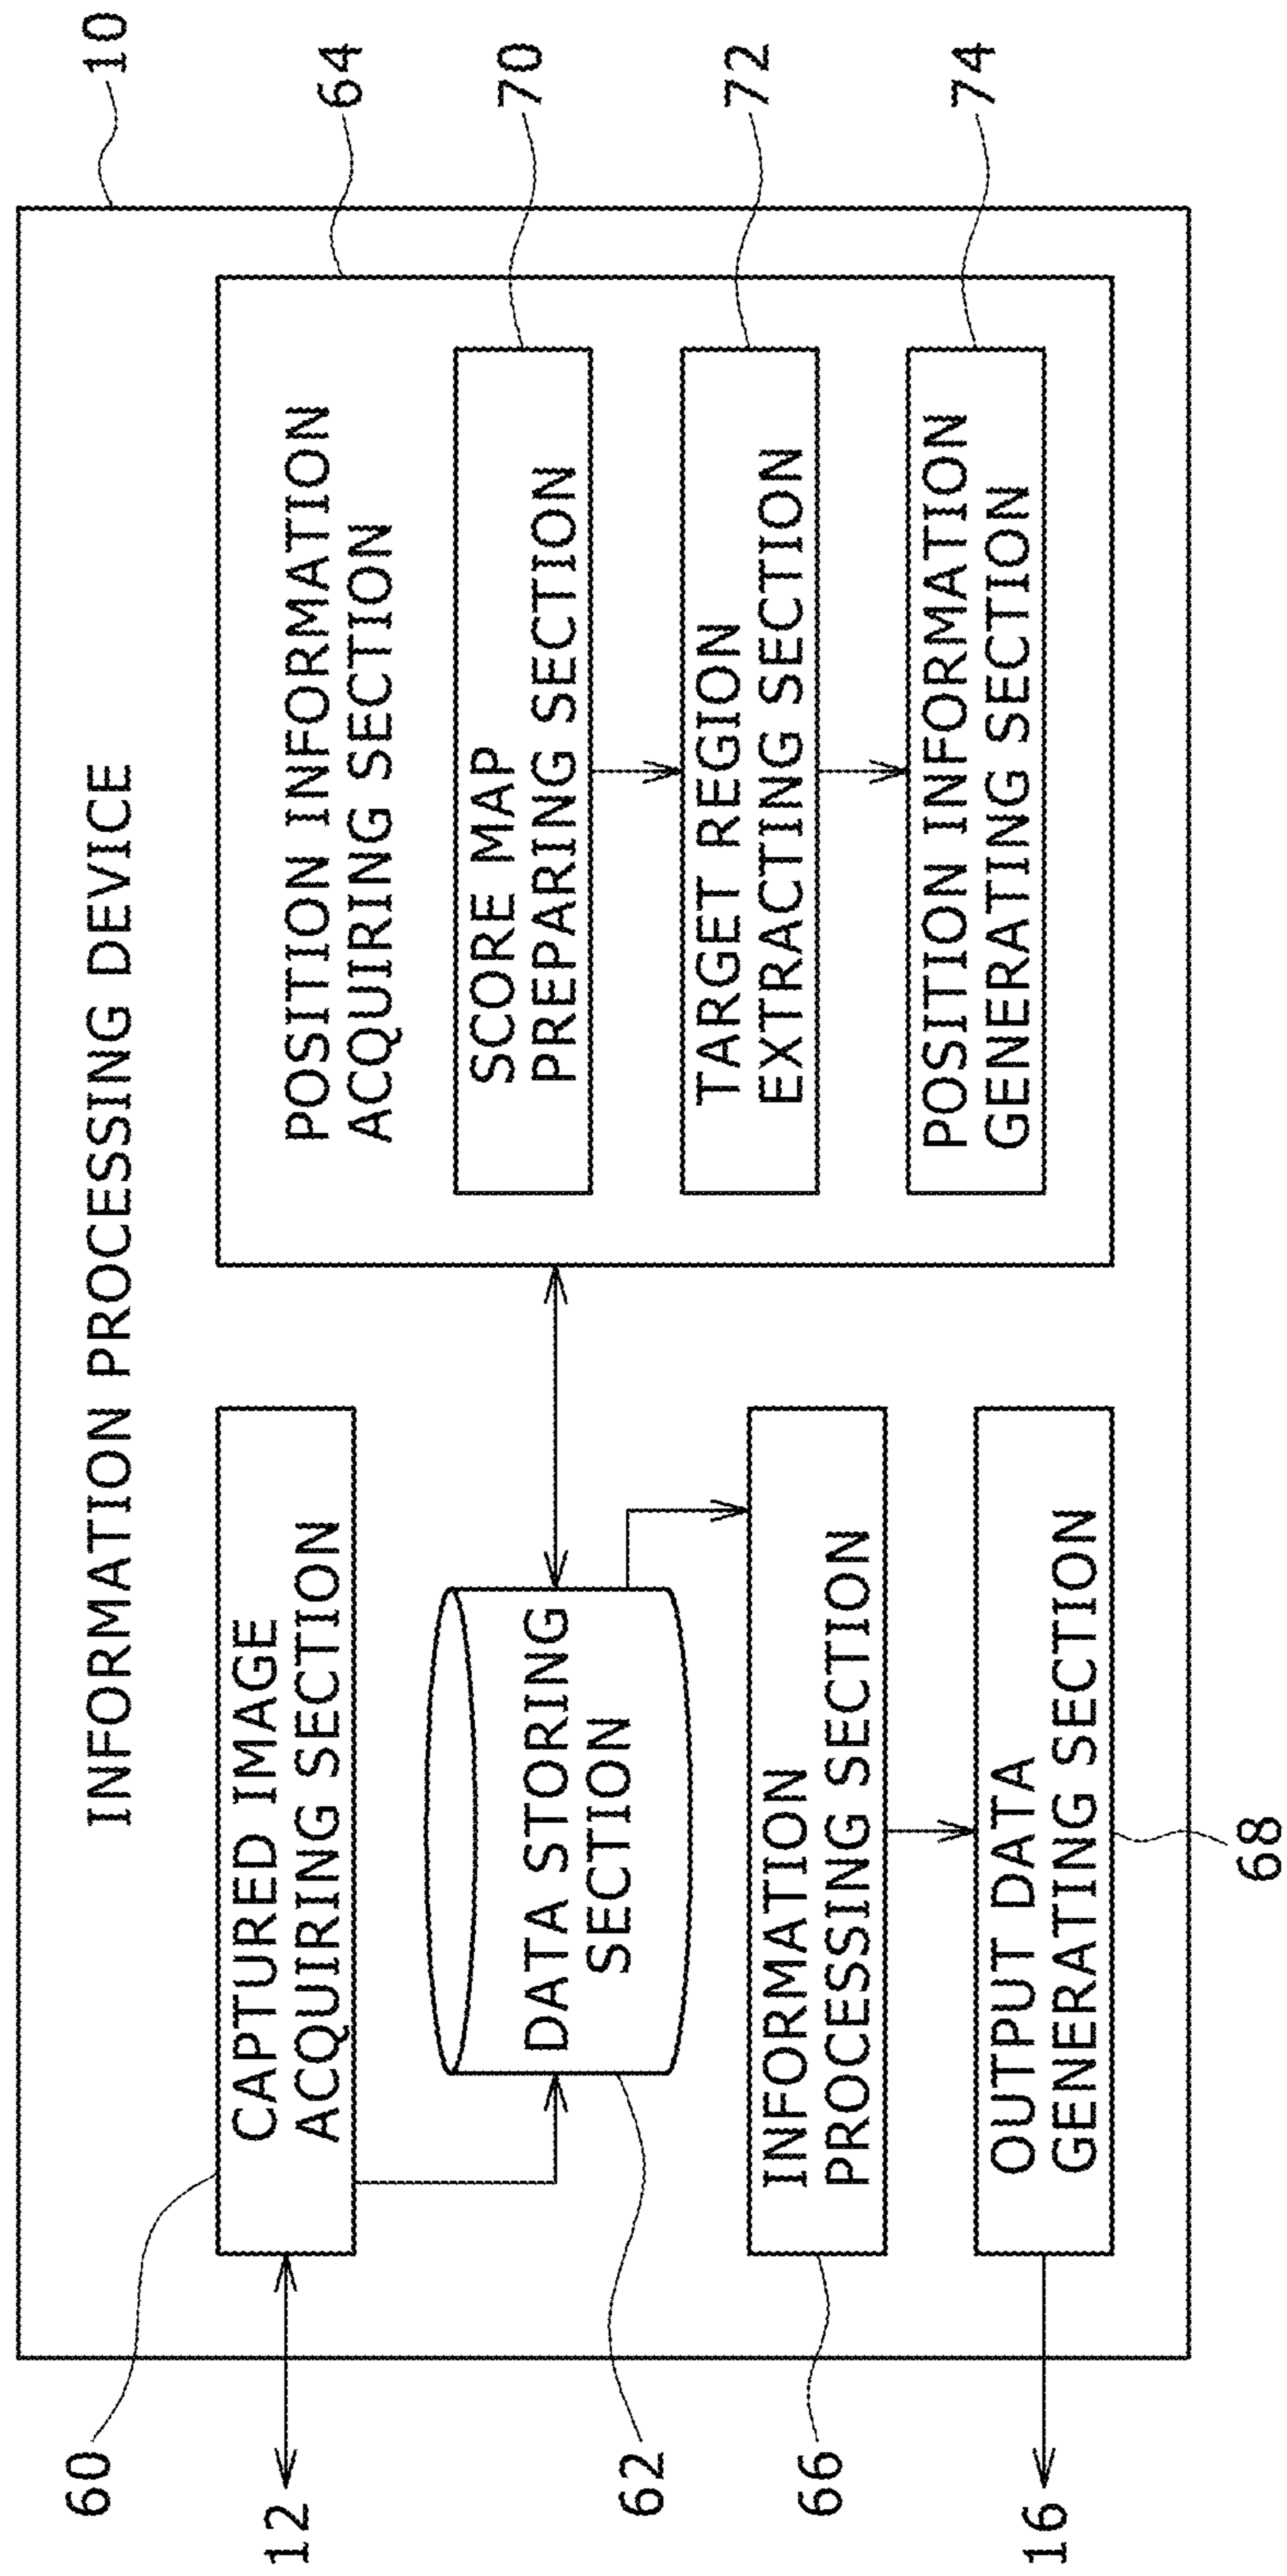 INFORMATION PROCESSING DEVICE
10
60
12
CAPTURED IMAGE
ACQUIRING SECTION
62
DATA STORING
SECTION
66
INFORMATION
PROCESSING SECTION
16
OUTPUT DATA
GENERATING SECTION
68
64
POSITION INFORMATION
ACQUIRING SECTION
70
SCORE MAP
PREPARING SECTION
72
TARGET REGION
EXTRACTING SECTION
74
POSITION INFORMATION
GENERATING SECTION